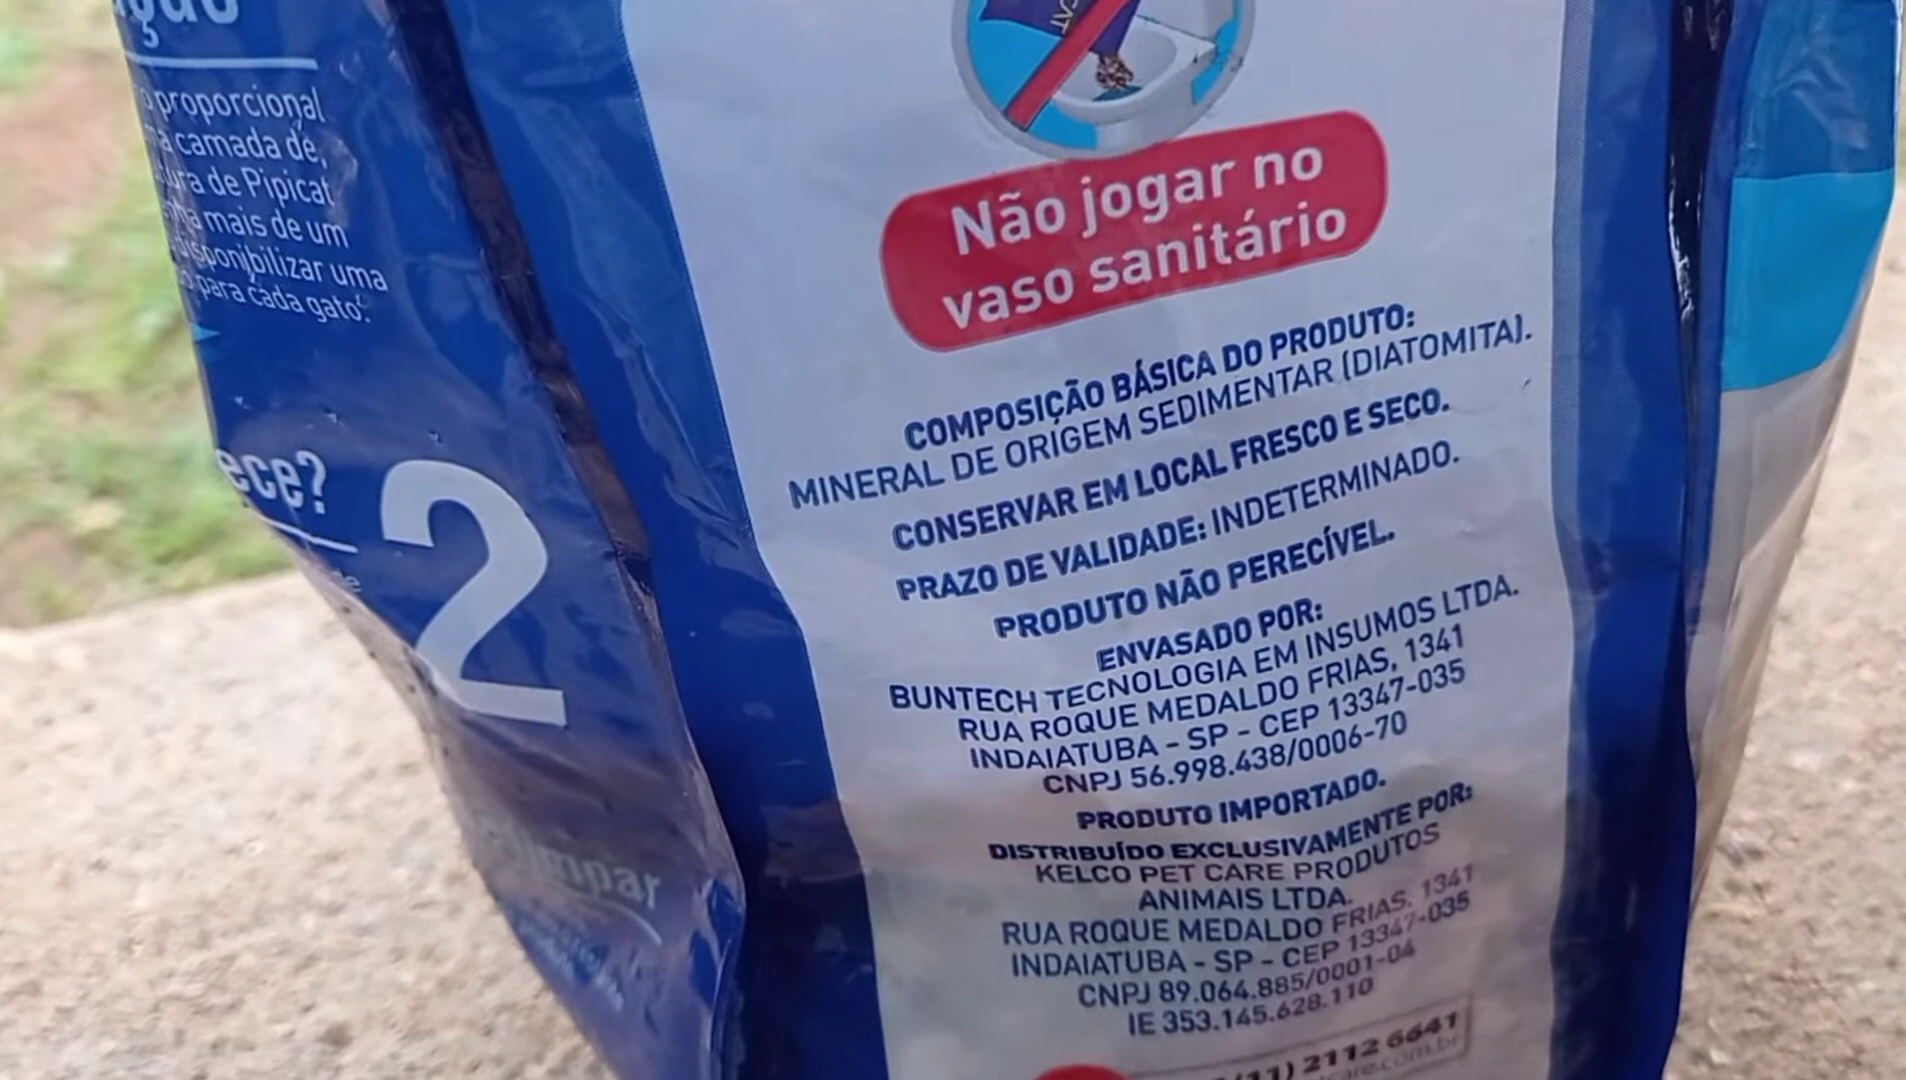 proporcional
camada de,
de Pipicat
mais de um
disponibilizar uma
para cada gato.
ece?
2
limpar
Não jogar no
vaso sanitário
COMPOSIÇÃO BÁSICA DO PRODUTO:
MINERAL DE ORIGEM SEDIMENTAR (DIATOMITA).
CONSERVAR EM LOCAL FRESCO E SECO.
PRAZO DE VALIDADE: INDETERMINADO.
PRODUTO NÃO PERECÍVEL.
ENVASADO POR:
BUNTECH TECNOLOGIA EM INSUMOS LTDA.
RUA ROQUE MEDALDO FRIAS, 1341
INDAIATUBA - SP - CEP 13347-035
CNPJ 56.998.438/0006-70
PRODUTO IMPORTADO.
DISTRIBUÍDO EXCLUSIVAMENTE POR:
KELCO PET CARE PRODUTOS
ANIMAIS LTDA.
RUA ROQUE MEDALDO FRIAS, 1341
INDAIATUBA - SP - CEP 13347-035
CNPJ 89.064.885/0001-04
IE 353.145.628.110
(11) 2112 6641